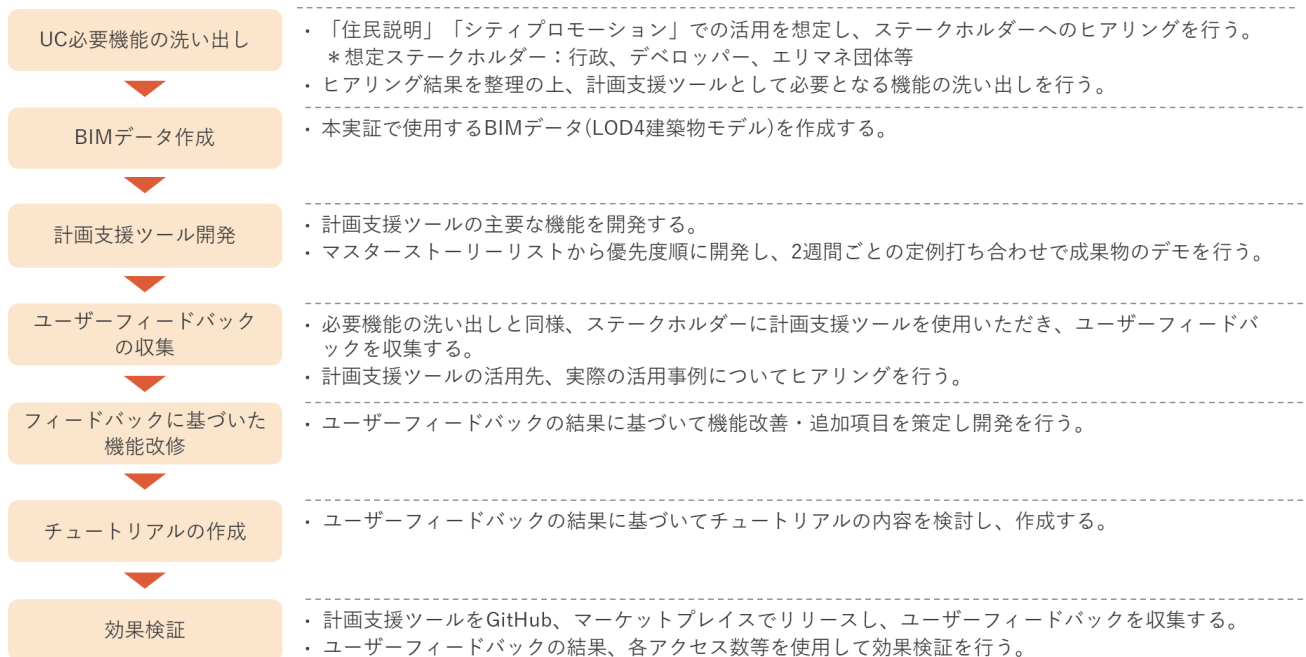 UC必要機能の洗い出し
・「住民説明」「シティプロモーション」での活用を想定し、ステークホルダーへのヒアリングを行う。
＊想定ステークホルダー：行政、デベロッパー、エリマネ団体等
・ヒアリング結果を整理の上、計画支援ツールとして必要となる機能の洗い出しを行う。
BIMデータ作成
・本実証で使用するBIMデータ(LOD4建築物モデル)を作成する。
計画支援ツール開発
・計画支援ツールの主要な機能を開発する。
・マスターストーリーリストから優先度順に開発し、2週間ごとの定例打ち合わせで成果物のデモを行う。
ユーザーフィードバック
の収集
・必要機能の洗い出しと同様、ステークホルダーに計画支援ツールを使用いただき、ユーザーフィードバ
ックを収集する。
・計画支援ツールの活用先、実際の活用事例についてヒアリングを行う。
フィードバックに基づいた
機能改修
・ユーザーフィードバックの結果に基づいて機能改善・追加項目を策定し開発を行う。
チュートリアルの作成
・ユーザーフィードバックの結果に基づいてチュートリアルの内容を検討し、作成する。
効果検証
・計画支援ツールをGitHub、マーケットプレイスでリリースし、ユーザーフィードバックを収集する。
・ユーザーフィードバックの結果、各アクセス数等を使用して効果検証を行う。